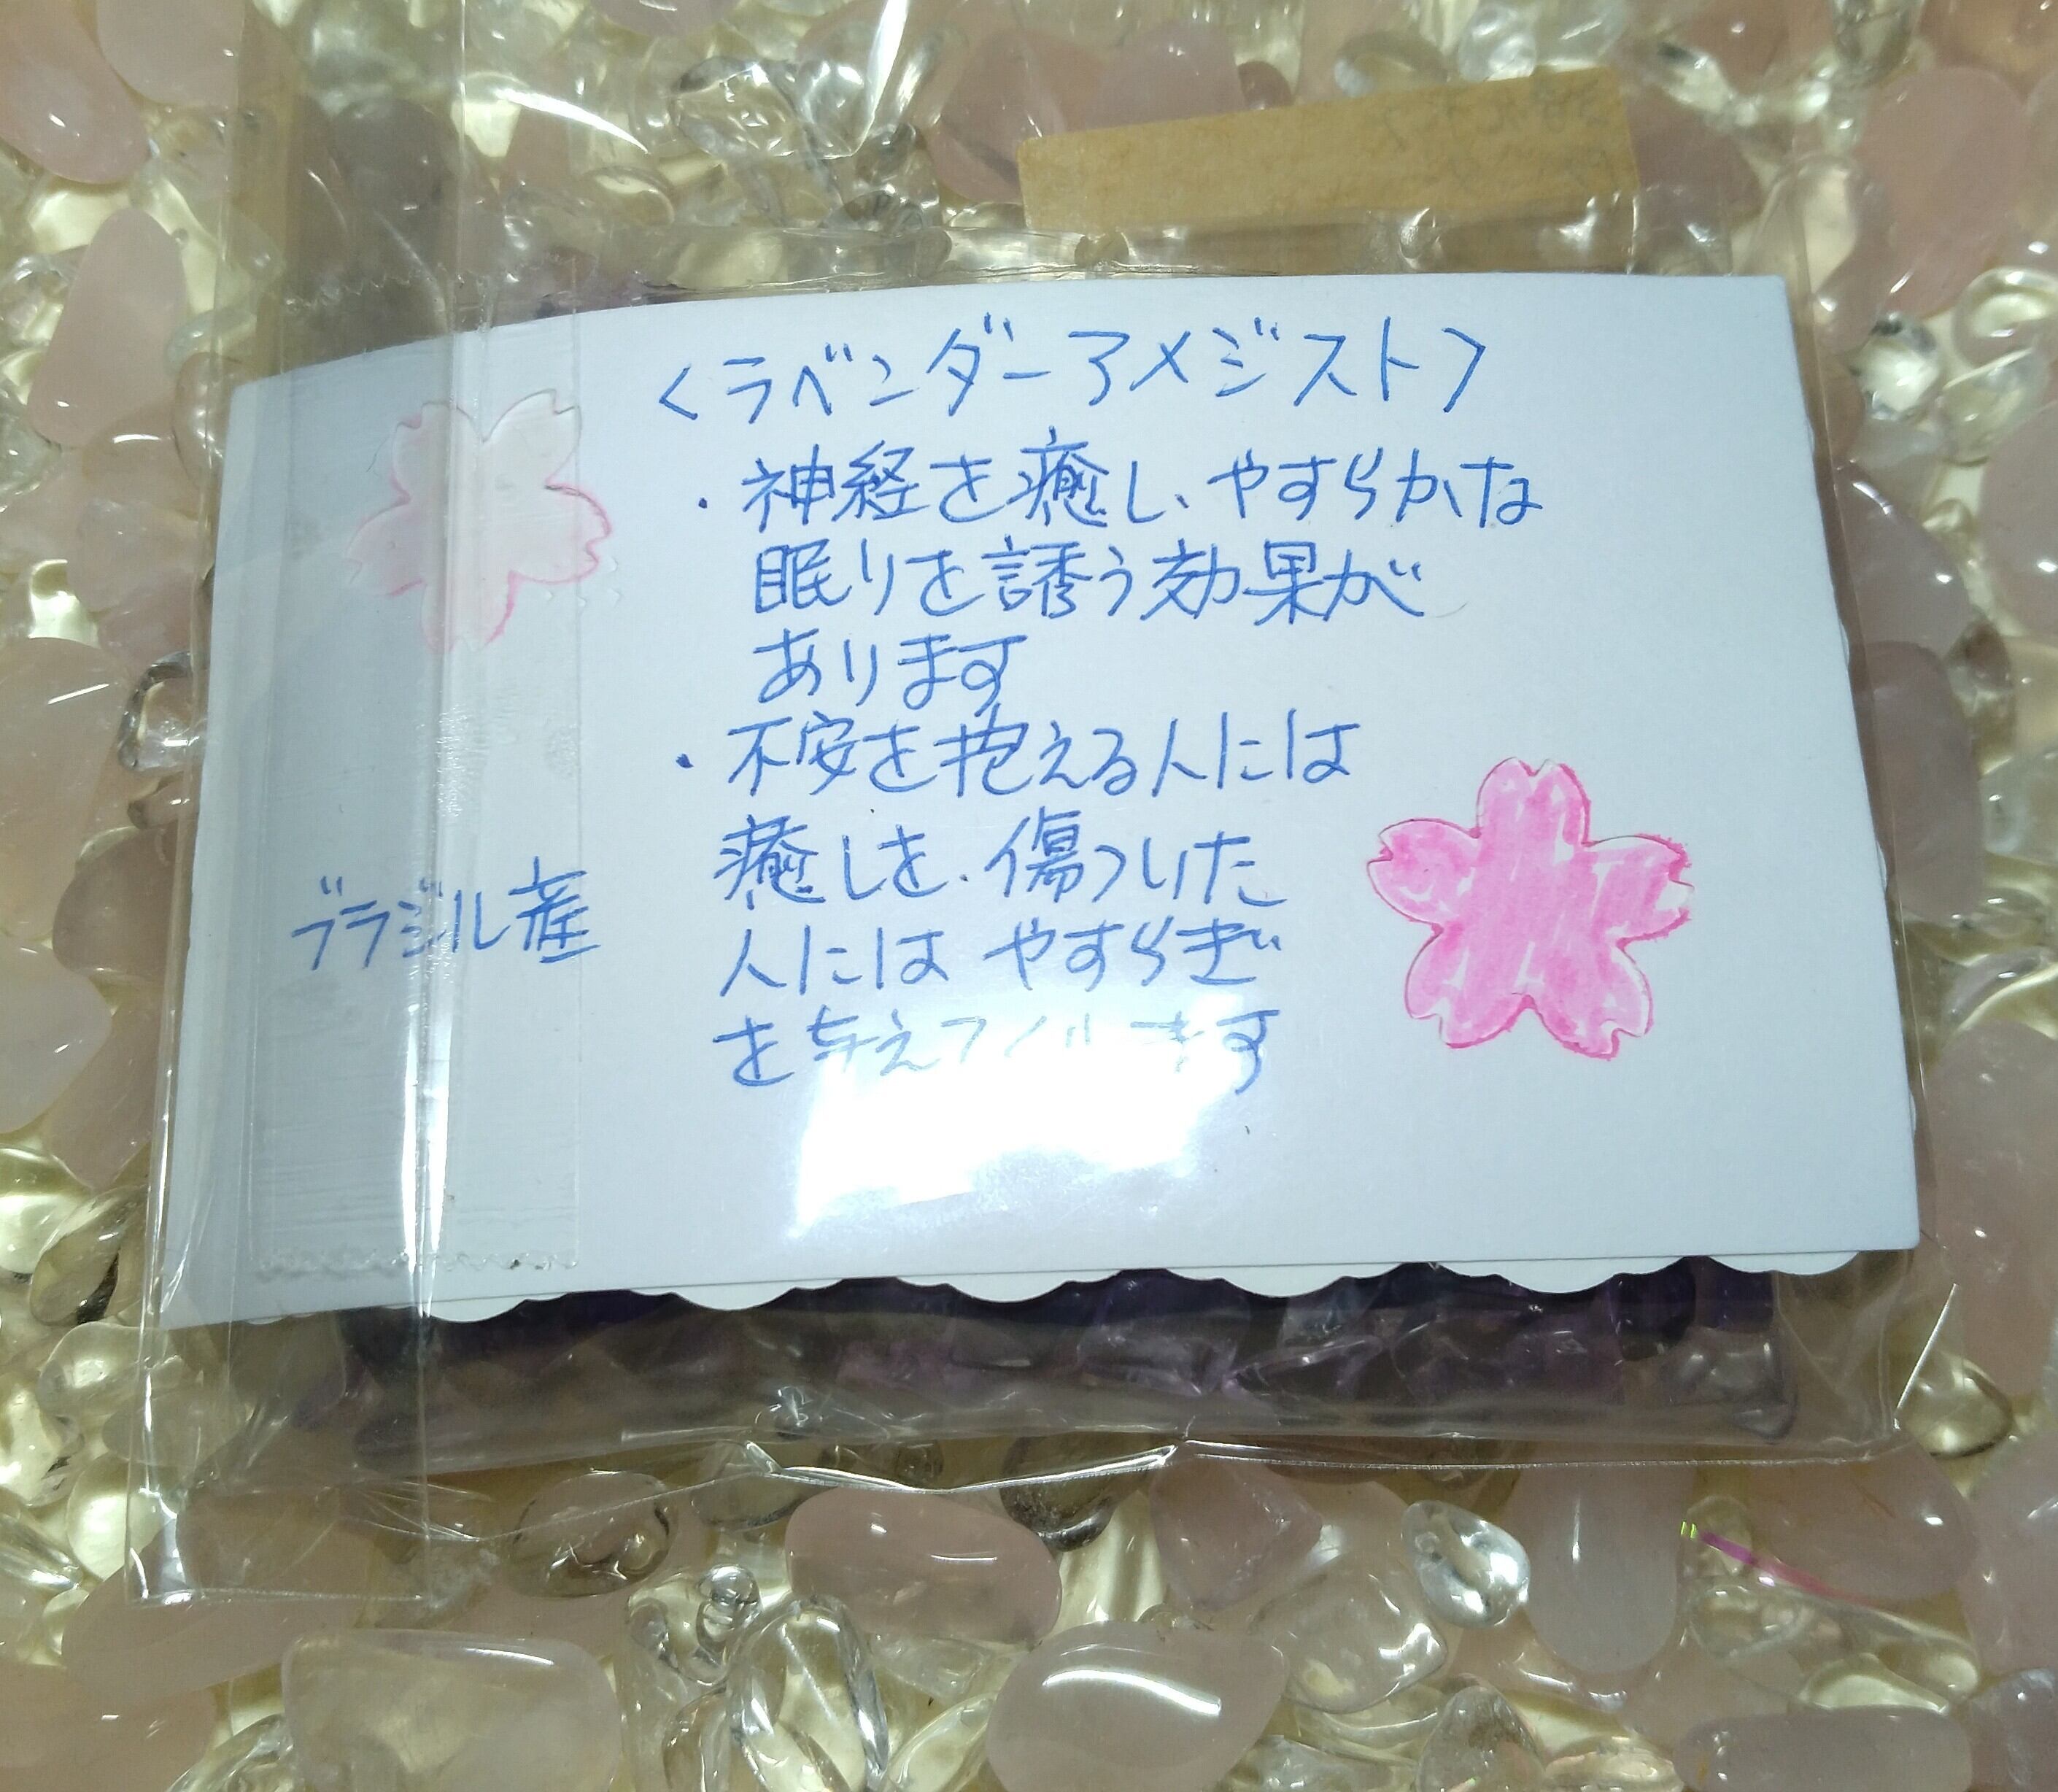 <ラベンダーアメジスト>
・神経を癒し、やすらかな
眠りを誘う効果が
あります
・不安を抱える人には
癒しを、傷ついた
人には やすらぎ
を与えてくれます
ブラジル産